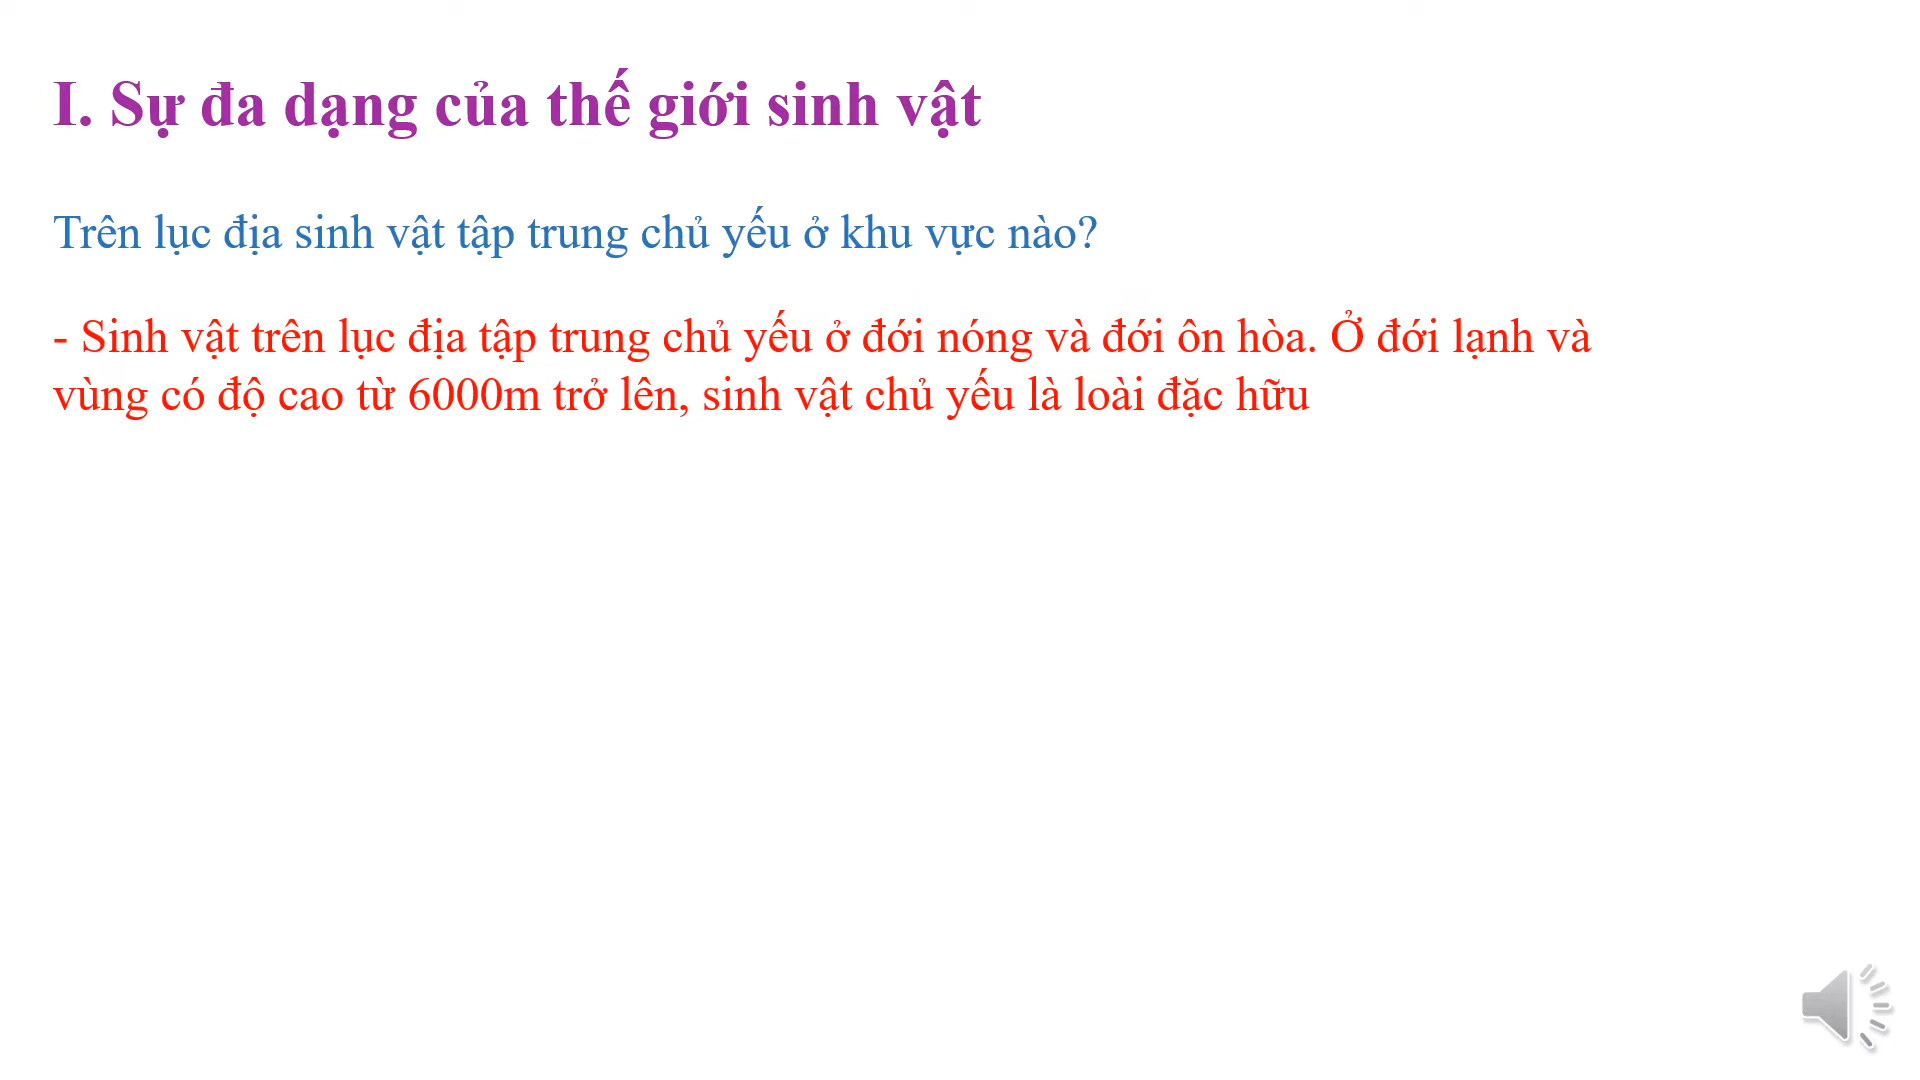 I. Sự đa dạng của thế giới sinh vật
Trên lục địa sinh vật tập trung chủ yếu ở khu vực nào?
- Sinh vật trên lục địa tập trung chủ yếu ở đới nóng và đới ôn hòa. Ở đới lạnh và
vùng có độ cao từ 6000m trở lên, sinh vật chủ yếu là loài đặc hữu